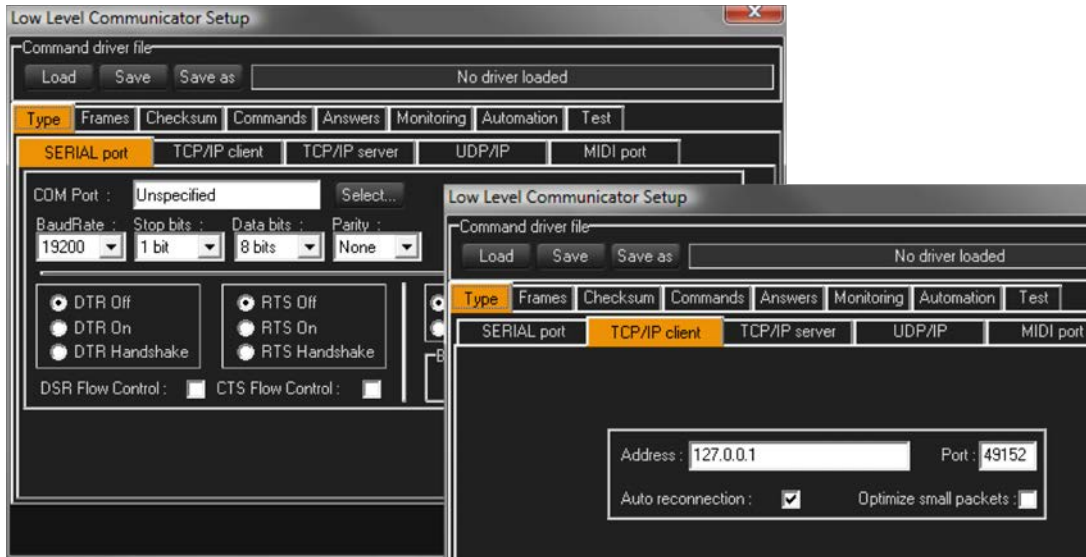 Low Level Communicator Setup
Command driver file
Load Save Save as No driver loaded
Type Frames Checksum Commands Answers Monitoring Automation Test
SERIAL port TCP/IP client TCP/IP server UDP/IP MIDI port
COM Port : Unspecified Select...
BaudRate : Stop bits : Data bits : Parity :
19200 1 bit 8 bits None
DTR Off RTS Off
DTR On RTS On
DTR Handshake RTS Handshake
DSR Flow Control : CTS Flow Control :
Low Level Communicator Setup
Command driver file
Load Save Save as No driver loaded
Type Frames Checksum Commands Answers Monitoring Automation Test
SERIAL port TCP/IP client TCP/IP server UDP/IP MIDI port
Address : 127.0.0.1 Port : 49152
Auto reconnection : Optimize small packets :